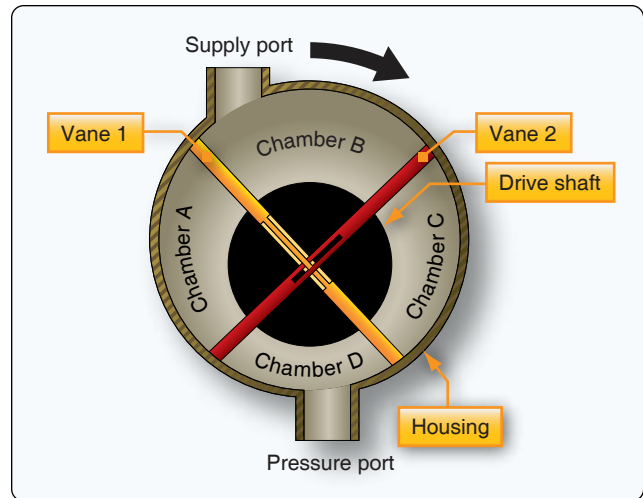 Supply port
Vane 1
Vane 2
Chamber B
Drive shaft
Chamber A
Chamber C
Chamber D
Housing
Pressure port